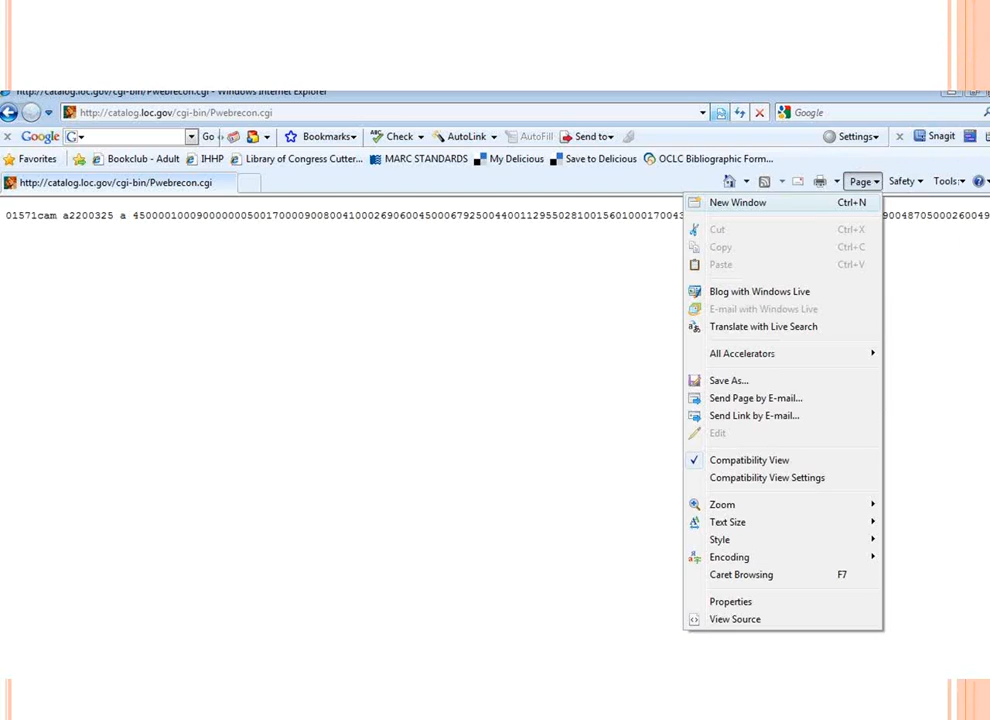 http://catalog.loc.gov/cgi-bin/Pwebrecon.cgi - Windows Internet Explorer
http://catalog.loc.gov/cgi-bin/Pwebrecon.cgi
Google
Google G Go Bookmarks Check AutoLink AutoFill Send to Settings Snagit
Favorites Bookclub - Adult IHHP Library of Congress Cutter... MARC STANDARDS My Delicious Save to Delicious OCLC Bibliographic Form...
http://catalog.loc.gov/cgi-bin/Pwebrecon.cgi Page Safety Tools
01571cam a2200325 a
New Window Ctrl+N
Cut Ctrl+X
Copy Ctrl+C
Paste Ctrl+V
Blog with Windows Live
E-mail with Windows Live
Translate with Live Search
All Accelerators
Save As...
Send Page by E-mail...
Send Link by E-mail...
Edit
Compatibility View
Compatibility View Settings
Zoom
Text Size
Style
Encoding
Caret Browsing F7
Properties
View Source